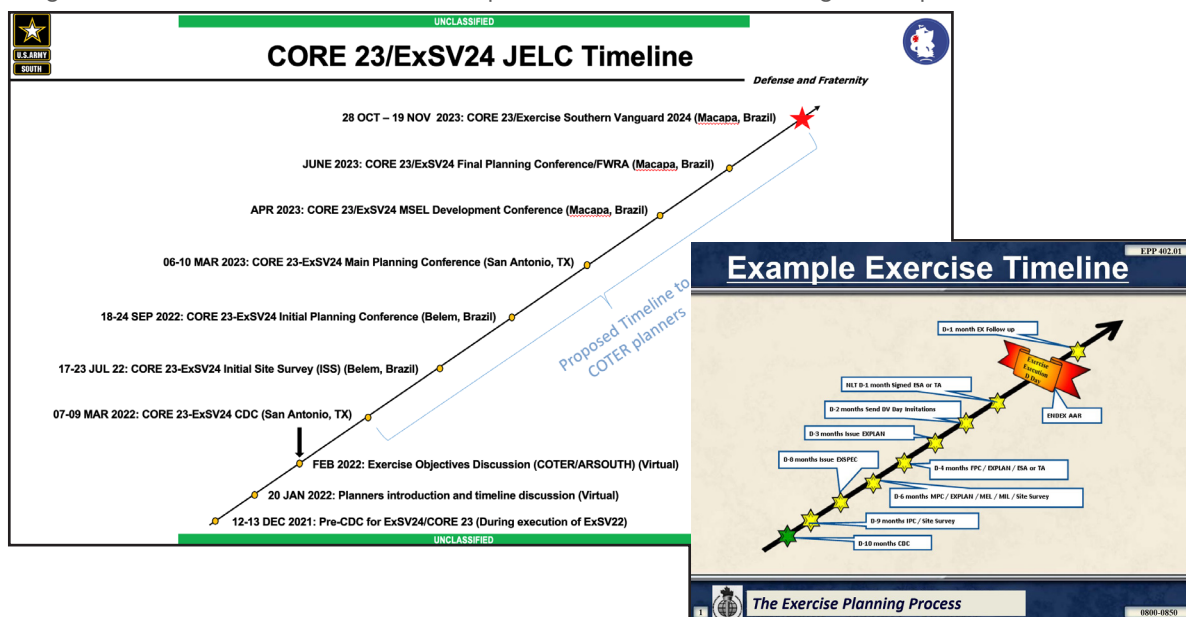 UNCLASSIFIED
U.S.ARMY
SOUTH
CORE 23/ExSV24 JELC Timeline
Defense and Fraternity
28 OCT – 19 NOV 2023: CORE 23/Exercise Southern Vanguard 2024 (Macapa, Brazil)
JUNE 2023: CORE 23/ExSV24 Final Planning Conference/FWRA (Macapa, Brazil)
APR 2023: CORE 23/ExSV24 MSEL Development Conference (Macapa, Brazil)
06-10 MAR 2023: CORE 23-ExSV24 Main Planning Conference (San Antonio, TX)
18-24 SEP 2022: CORE 23-ExSV24 Initial Planning Conference (Belem, Brazil)
17-23 JUL 22: CORE 23-ExSV24 Initial Site Survey (ISS) (Belem, Brazil)
07-09 MAR 2022: CORE 23-ExSV24 CDC (San Antonio, TX)
FEB 2022: Exercise Objectives Discussion (COTER/ARSOUTH) (Virtual)
20 JAN 2022: Planners introduction and timeline discussion (Virtual)
12-13 DEC 2021: Pre-CDC for ExSV24/CORE 23 (During execution of ExSV22)
Proposed Timeline to
COTER planners
UNCLASSIFIED
EPP 402.01
Example Exercise Timeline
D+1 month EX Follow up
Exercise
Execution
D Day
NLT D-1 month Signed ESA or TA
ENDEX AAR
D-2 months Send DV Day Invitations
D-3 months Issue EXPLAN
D-8 months Issue EXSPEC
D-4 months FPC / EXPLAN / ESA or TA
D-6 months MPC / EXPLAN / MEL / MIL / Site Survey
D-9 months IPC / Site Survey
D-10 months CDC
1
The Exercise Planning Process
0800-0850